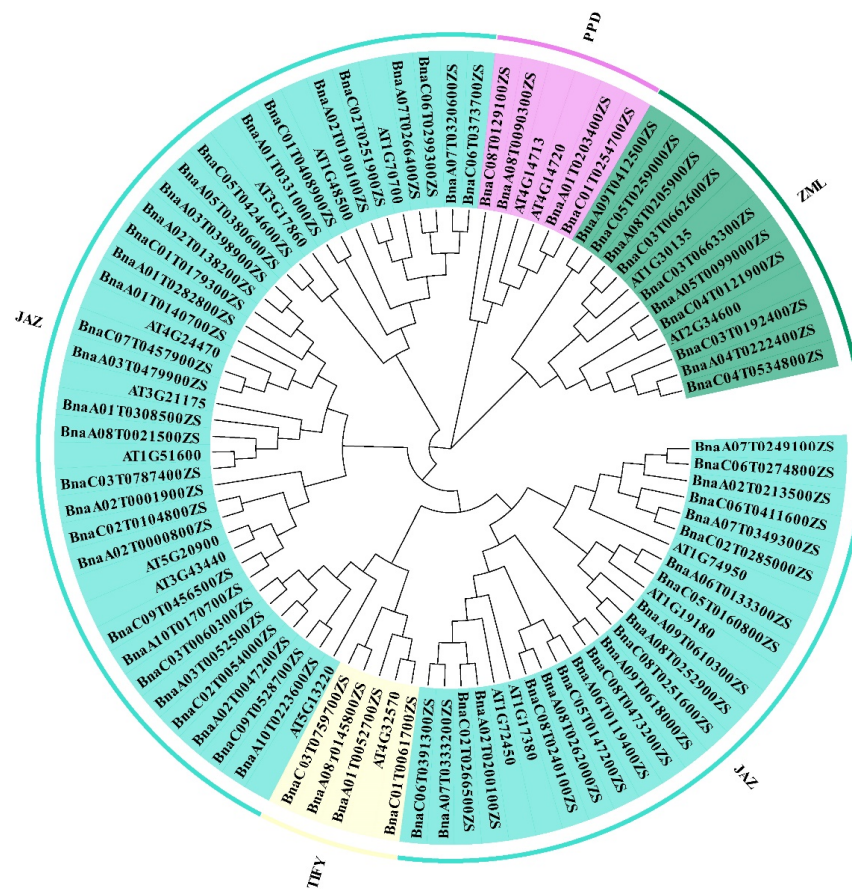 PPD
BnaC08T0129100ZS
BnaA08T0090300ZS
AT4G14713
AT4G14720
BnaA01T0203400ZS
BnaC01T0254700ZS
ZML
BnaA09T0412500ZS
BnaC05T0259000ZS
BnaA08T0205900ZS
BnaC03T0662600ZS
AT1G30135
BnaC03T0663300ZS
BnaA05T0099000ZS
BnaC04T0121900ZS
AT2G34600
BnaC03T0192400ZS
BnaA04T0222400ZS
BnaC04T0534800ZS
JAZ
BnaA07T0249100ZS
BnaC06T0274800ZS
BnaA02T0213500ZS
BnaC06T0411600ZS
BnaA07T0349300ZS
BnaC02T0285000ZS
AT1G74950
BnaA06T0133300ZS
BnaC05T0160800ZS
AT1G19180
BnaA09T0610300ZS
BnaA08T0252900ZS
BnaC08T0251600ZS
BnaA09T0618000ZS
BnaC08T0473200ZS
BnaA06T0119400ZS
BnaC05T0147200ZS
BnaA08T0262000ZS
BnaC08T0240100ZS
AT1G17380
AT1G72450
BnaA02T0200100ZS
BnaC02T0269500ZS
BnaA07T0333200ZS
BnaC06T0391300ZS
TIFY
BnaC01T0061700ZS
AT4G32570
BnaA01T0052700ZS
BnaA08T0145800ZS
BnaC03T0759700ZS
JAZ
AT5G13220
BnaA10T0223600ZS
BnaC09T0528700ZS
BnaA02T0047200ZS
BnaC02T0054000ZS
BnaA03T0052500ZS
BnaC03T0060300ZS
BnaA10T0170700ZS
BnaC09T0456500ZS
AT3G43440
AT5G20900
BnaA02T0000800ZS
BnaC02T0104800ZS
BnaA02T0001900ZS
BnaC03T0787400ZS
AT1G51600
BnaA08T0021500ZS
BnaA01T0308500ZS
AT3G21175
BnaA03T0479900ZS
BnaC07T0457900ZS
AT4G24470
BnaA01T0140700ZS
BnaA01T0282800ZS
BnaC01T0179300ZS
BnaA02T0138200ZS
BnaA03T0398000ZS
BnaA05T0380600ZS
BnaC05T0424600ZS
AT3G17860
BnaA01T0331000ZS
BnaC01T0408900ZS
AT1G48500
BnaA02T0190100ZS
BnaC02T0251900ZS
AT1G70700
BnaA07T0266400ZS
BnaC06T0299300ZS
BnaA07T0320600ZS
BnaC06T0373700ZS